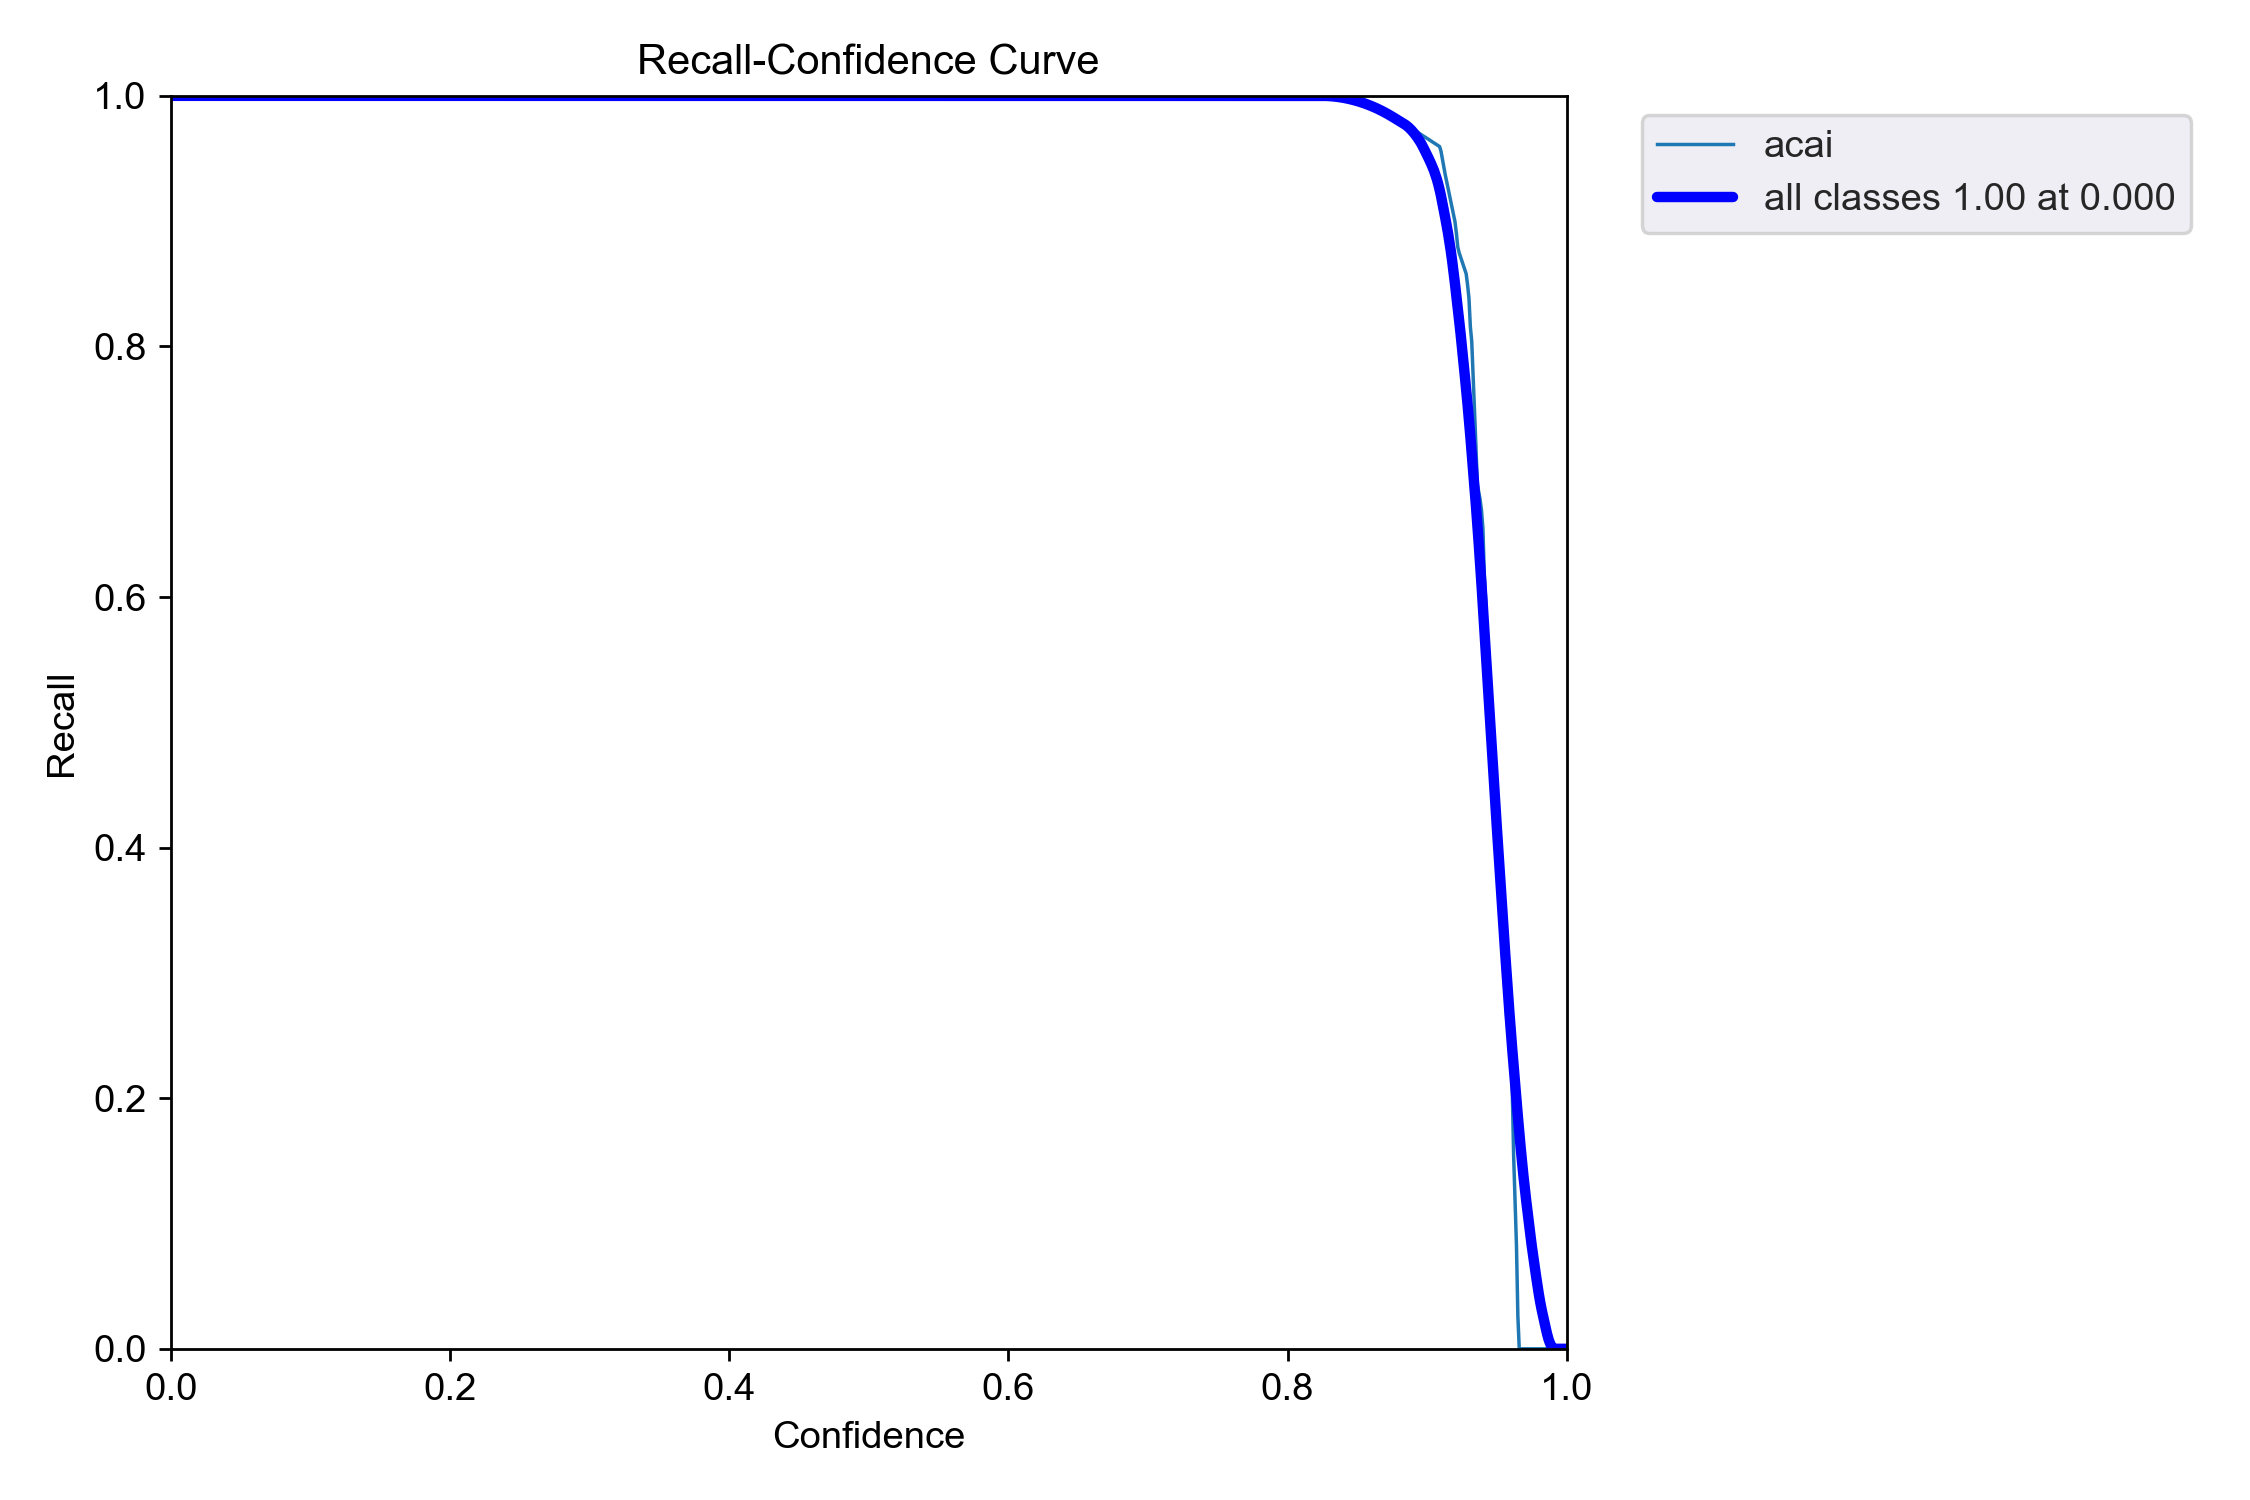 Recall-Confidence Curve
1.0
0.8
0.6
0.4
0.2
0.0
Recall
0.0 0.2 0.4 0.6 0.8 1.0
Confidence
acai
all classes 1.00 at 0.000